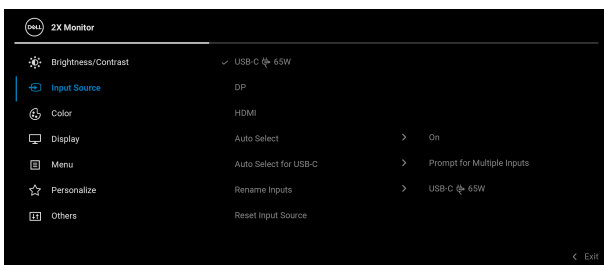 DELL 2X Monitor
Brightness/Contrast USB-C 65W
Input Source DP
Color HDMI
Display Auto Select On
Menu Auto Select for USB-C Prompt for Multiple Inputs
Personalize Rename Inputs USB-C 65W
Others Reset Input Source
Exit